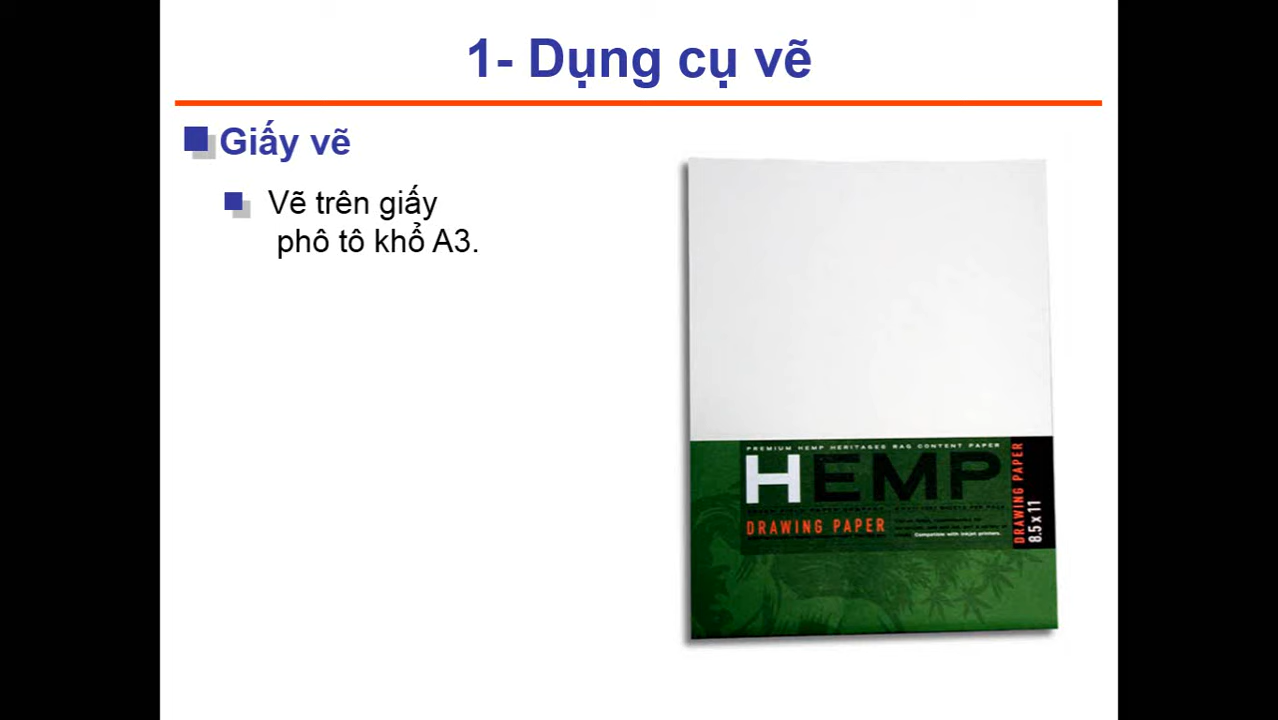 1- Dụng cụ vẽ
Giấy vẽ
Vẽ trên giấy
phô tô khổ A3.
PREMIUM HEMP HERITAGES RAG CONTENT PAPER
HEMP
DRAWING PAPER
Compatible with inkjet printers.
DRAWING PAPER
8.5 x 11